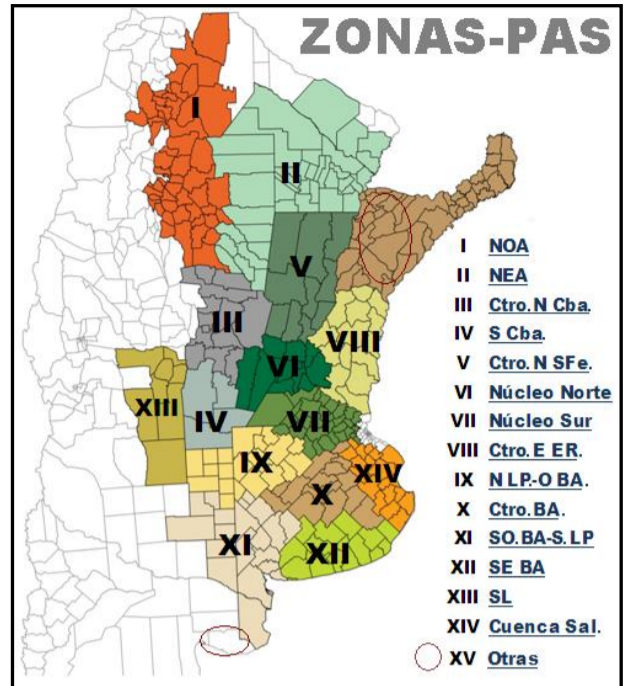 ZONAS-PAS
I
II
V
III
VIII
VI
XIII
IV
VII
IX
XIV
X
XI
XII
I NOA
II NEA
III Ctro.N Cba.
IV S Cba.
V Ctro.N SFe.
VI Núcleo Norte
VII Núcleo Sur
VIII Ctro.E ER.
IX N LP-O BA.
X Ctro.BA.
XI SO.BA-S.LP
XII SE BA
XIII SL
XIV Cuenca Sal.
XV Otras